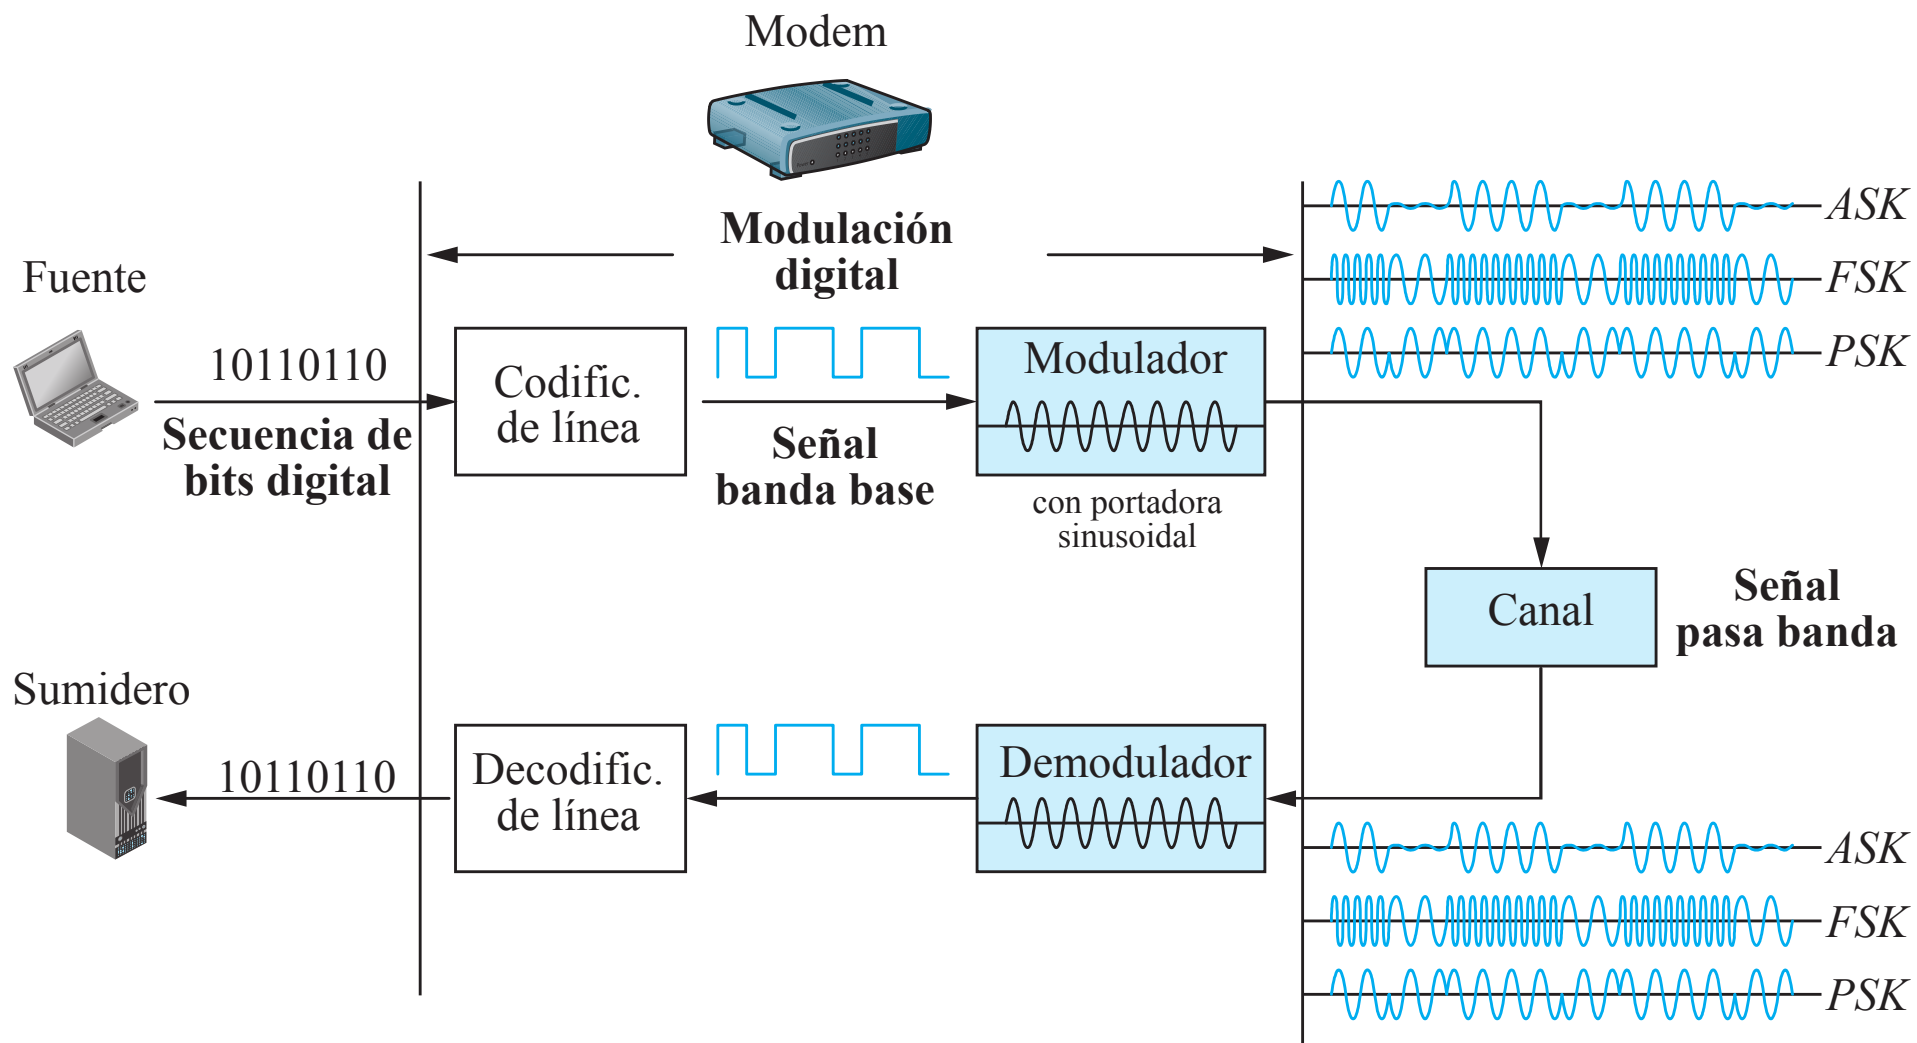 Modem
Modulación
digital
ASK
FSK
PSK
Fuente
10110110
Secuencia de
bits digital
Codific.
de línea
Señal
banda base
Modulador
con portadora
sinusoidal
Canal
Señal
pasa banda
Sumidero
10110110
Decodific.
de línea
Demodulador
ASK
FSK
PSK